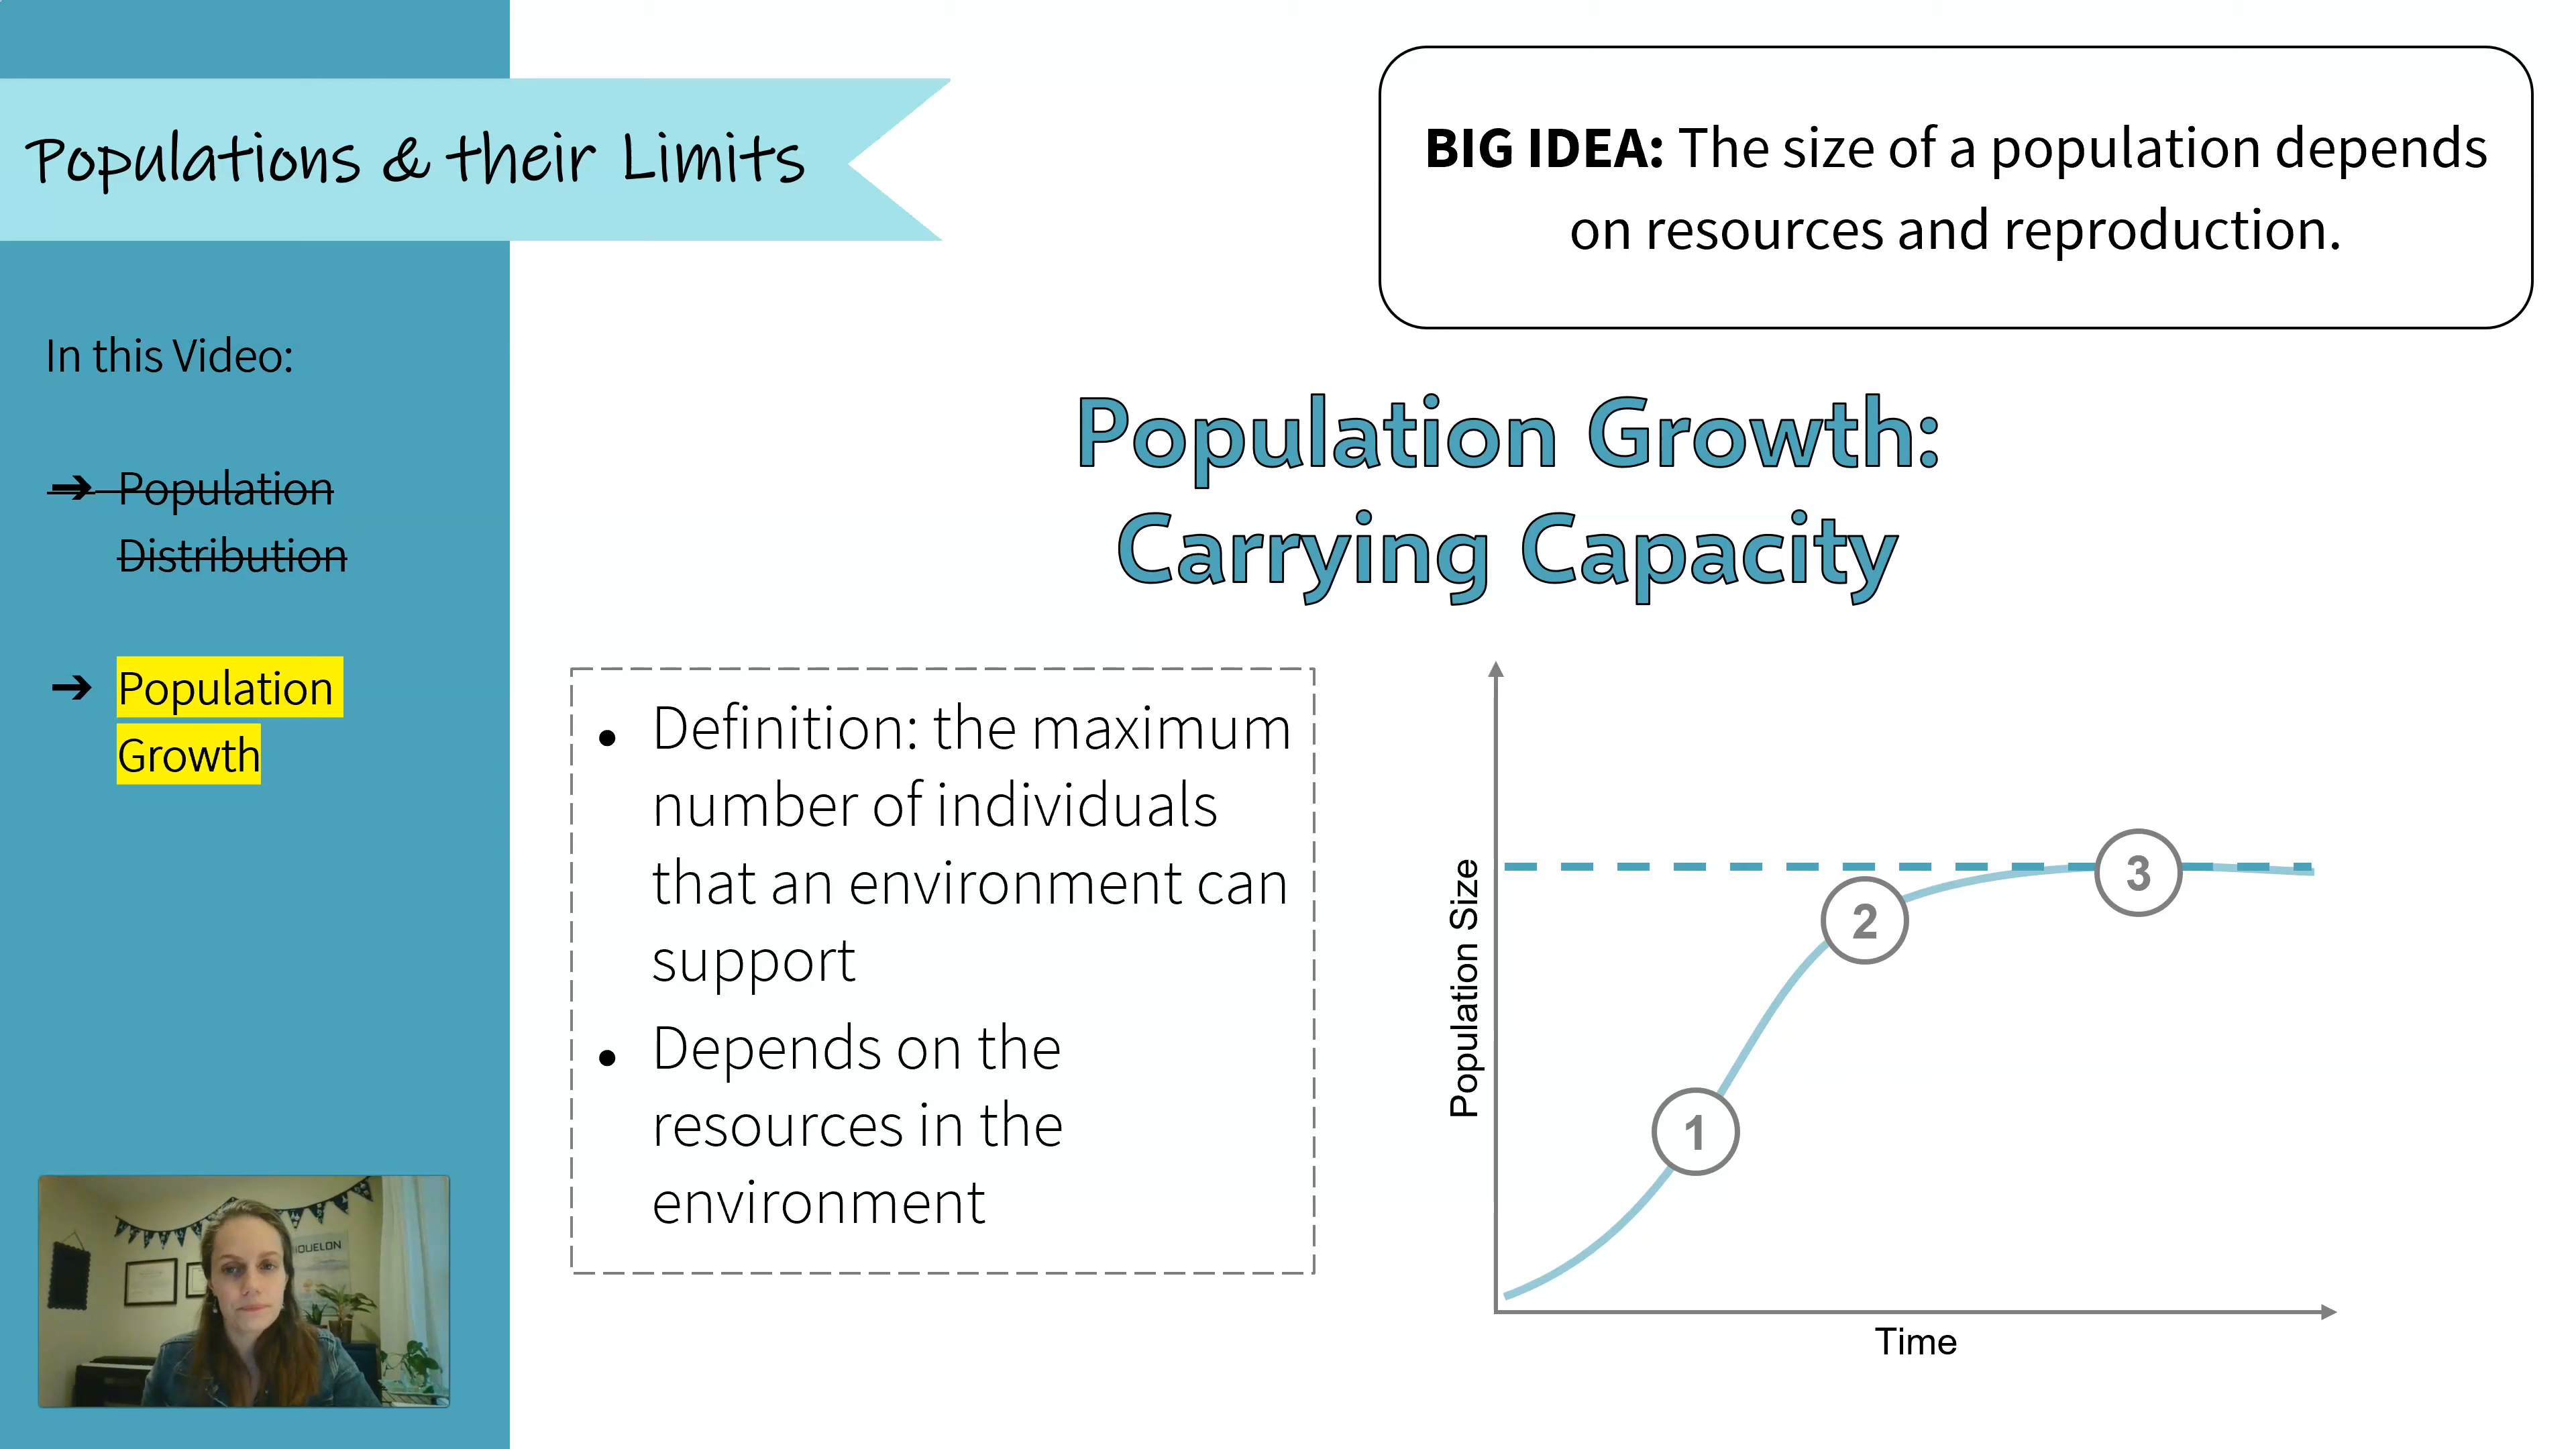 Populations & their Limits
BIG IDEA: The size of a population depends
on resources and reproduction.
In this Video:
➔ Population
Distribution
➔ Population
Growth
Population Growth:
Carrying Capacity
● Definition: the maximum
number of individuals
that an environment can
support
● Depends on the
resources in the
environment
Population Size
1
2
3
Time